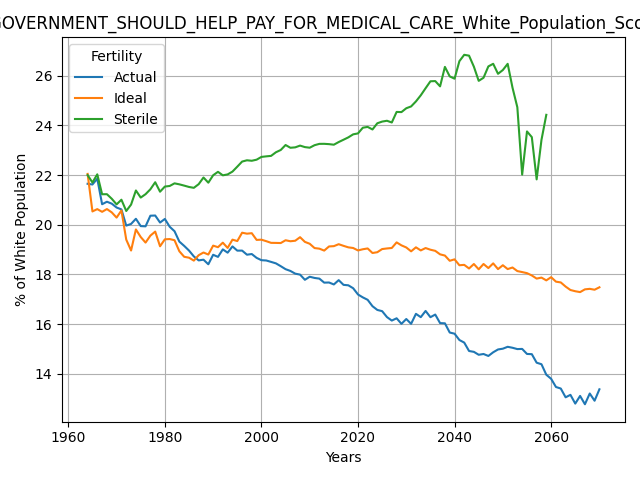 GOVERNMENT_SHOULD_HELP_PAY_FOR_MEDICAL_CARE_White_Population_Sco
Fertility
Actual
Ideal
Sterile
% of White Population
26
24
22
20
18
16
14
1960
1980
2000
2020
2040
2060
Years